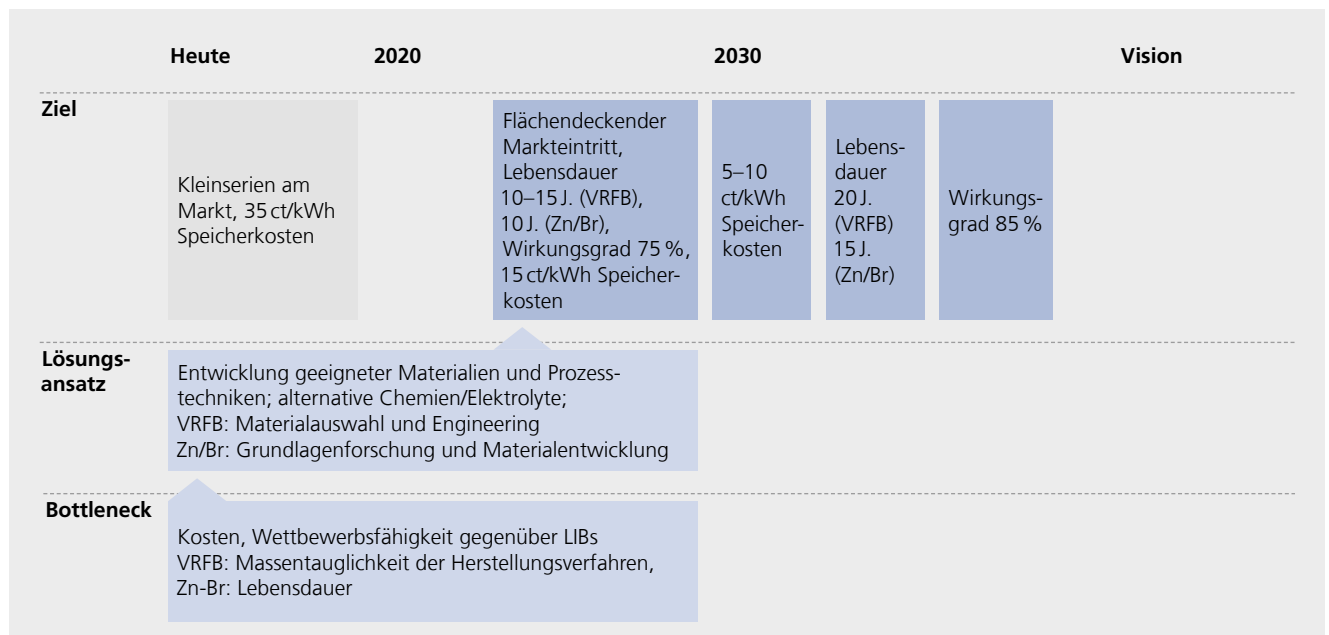 Heute
2020
2030
Vision
Ziel
Kleinserien am
Markt, 35 ct/kWh
Speicherkosten
Flächendeckender
Markteintritt,
Lebensdauer
10–15 J. (VRFB),
10 J. (Zn/Br),
Wirkungsgrad 75 %,
15 ct/kWh Speicher-
kosten
5–10
ct/kWh
Speicher-
kosten
Lebens-
dauer
20 J.
(VRFB)
15 J.
(Zn/Br)
Wirkungs-
grad 85 %
Lösungs-
ansatz
Entwicklung geeigneter Materialien und Prozess-
techniken; alternative Chemien/Elektrolyte;
VRFB: Materialauswahl und Engineering
Zn/Br: Grundlagenforschung und Materialentwicklung
Bottleneck
Kosten, Wettbewerbsfähigkeit gegenüber LIBs
VRFB: Massentauglichkeit der Herstellungsverfahren,
Zn-Br: Lebensdauer